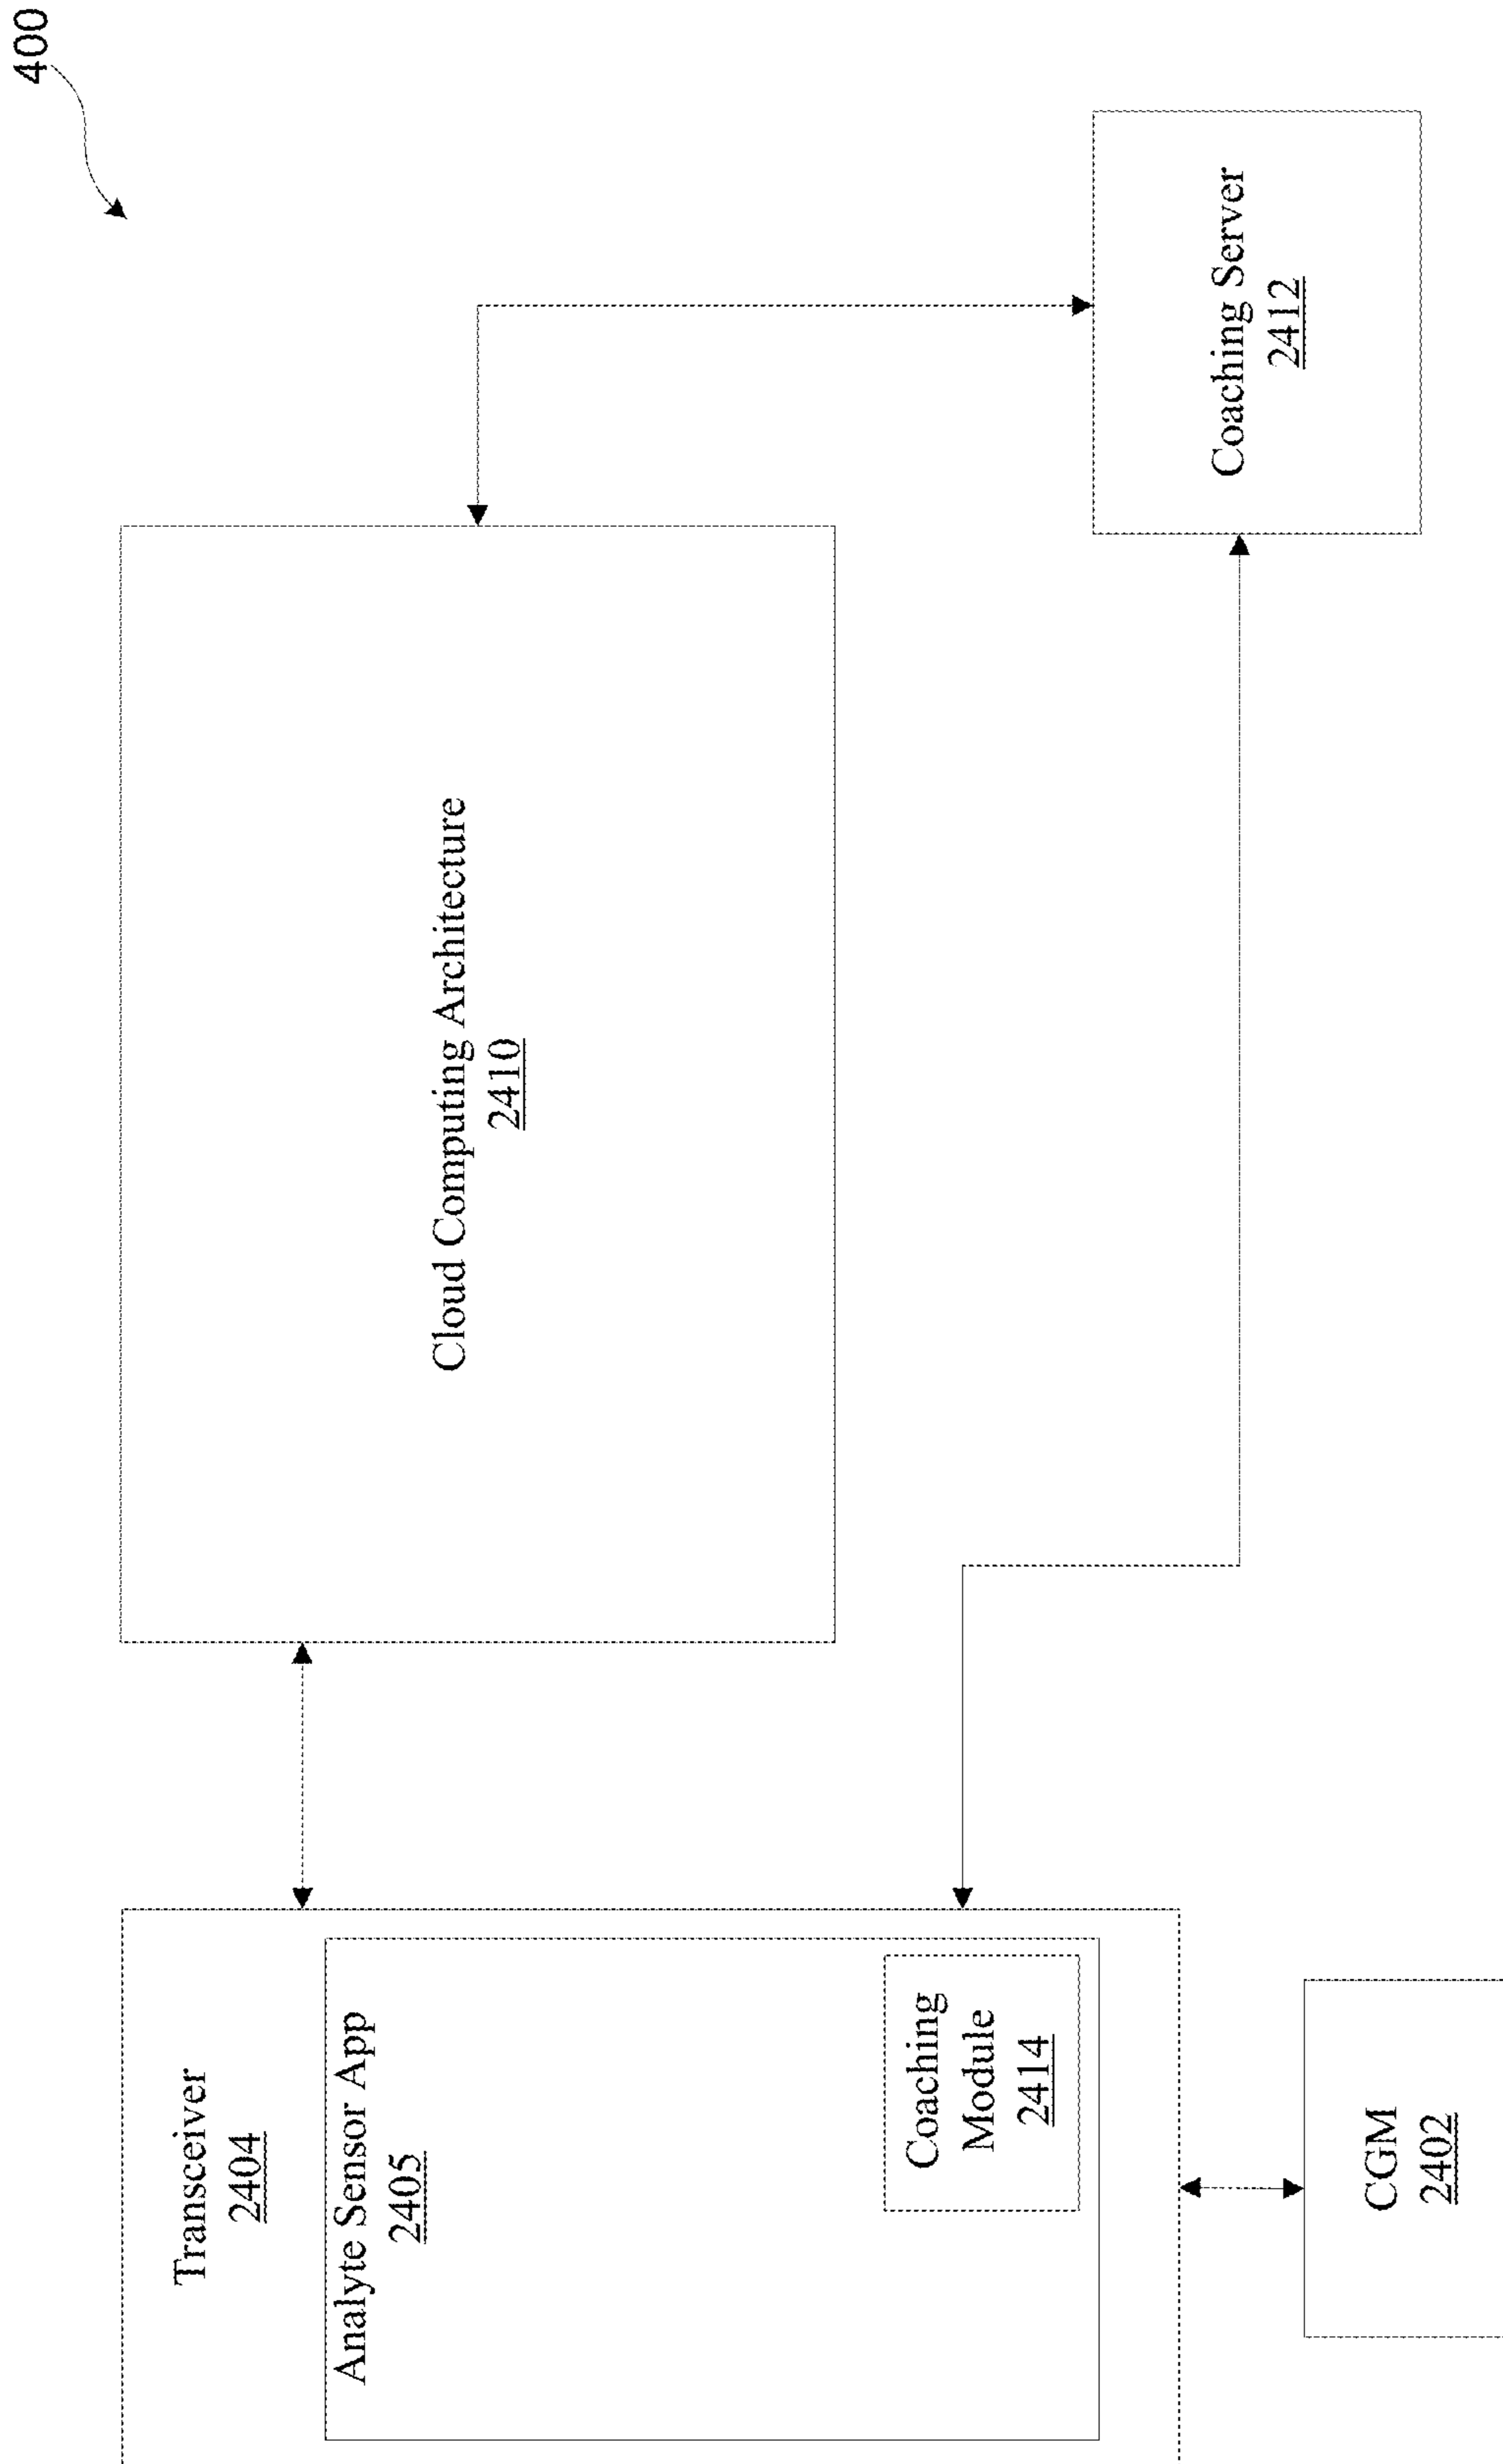 400
Transceiver
2404
Analyte Sensor App
2405
Coaching
Module
2414
CGM
2402
Cloud Computing Architecture
2410
Coaching Server
2412